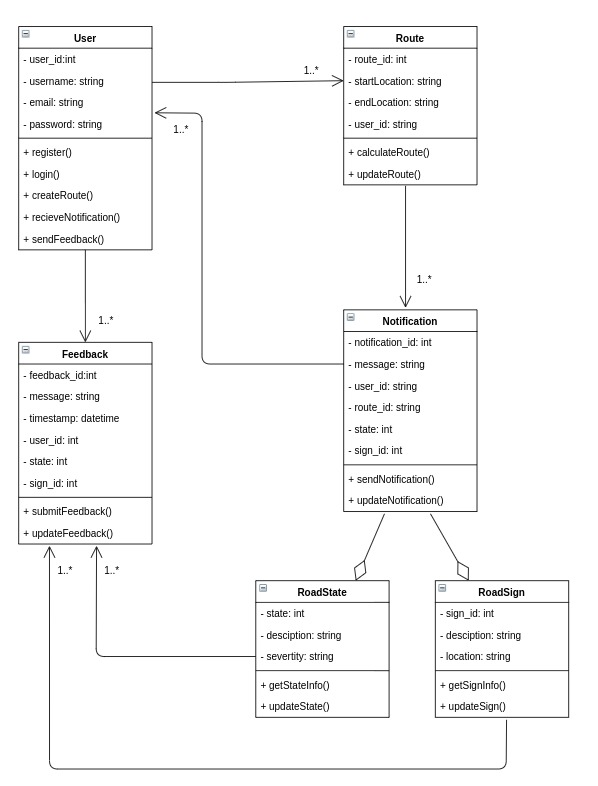 User
- user_id:int
- username: string
- email: string
- password: string
+ register()
+ login()
+ createRoute()
+ recieveNotification()
+ sendFeedback()
1..*
1..*
Route
- route_id: int
- startLocation: string
- endLocation: string
- user_id: string
+ calculateRoute()
+ updateRoute()
1..*
1..*
Feedback
- feedback_id:int
- message: string
- timestamp: datetime
- user_id: int
- state: int
- sign_id: int
+ submitFeedback()
+ updateFeedback()
1..*
1..*
Notification
- notification_id: int
- message: string
- user_id: string
- route_id: string
- state: int
- sign_id: int
+ sendNotification()
+ updateNotification()
RoadState
- state: int
- desciption: string
- severtity: string
+ getStateInfo()
+ updateState()
RoadSign
- sign_id: int
- desciption: string
- location: string
+ getSignInfo()
+ updateSign()